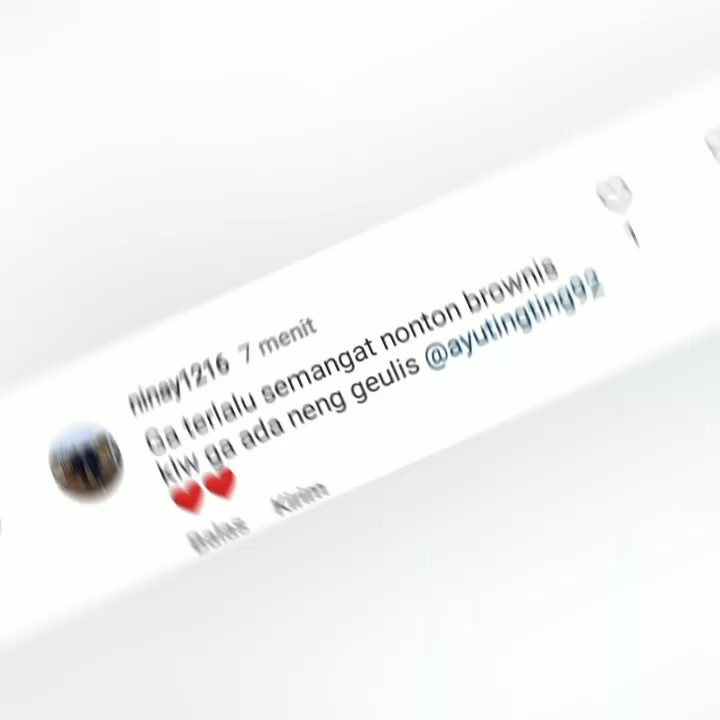 ninay1216 7 menit
Ga terlalu semangat nonton brownis
klw ga ada neng geulis @ayutingting92
❤️❤️
Balas Kirim